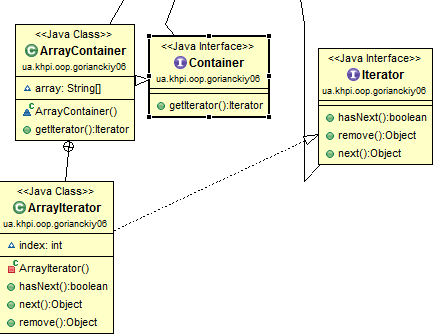 <<Java Class>>
ArrayContainer
ua.khpi.oop.gorianckiy06
array: String[]
ArrayContainer()
getIterator():Iterator
<<Java Interface>>
Container
ua.khpi.oop.gorianckiy06
getIterator():Iterator
<<Java Interface>>
Iterator
ua.khpi.oop.gorianckiy06
hasNext():boolean
remove():Object
next():Object
<<Java Class>>
ArrayIterator
ua.khpi.oop.gorianckiy06
index: int
ArrayIterator()
hasNext():boolean
next():Object
remove():Object